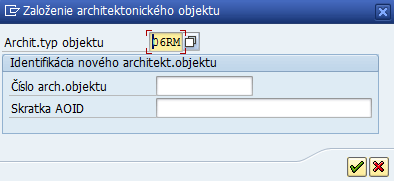 Založenie architektonického objektu
Archit.typ objektu 06RM
Identifikácia nového architekt.objektu
Číslo arch.objektu
Skratka AOID